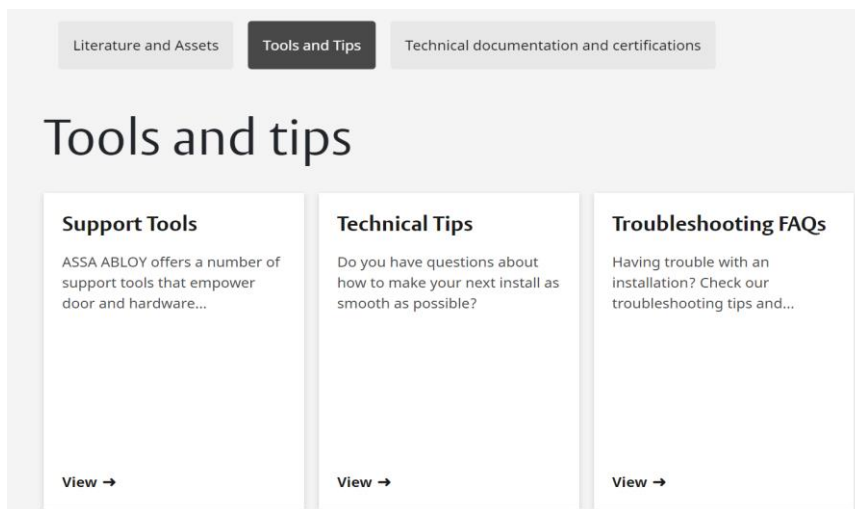 Literature and Assets
Tools and Tips
Technical documentation and certifications
Tools and tips
Support Tools
ASSA ABLOY offers a number of
support tools that empower
door and hardware...
View →
Technical Tips
Do you have questions about
how to make your next install as
smooth as possible?
View →
Troubleshooting FAQs
Having trouble with an
installation? Check our
troubleshooting tips and...
View →